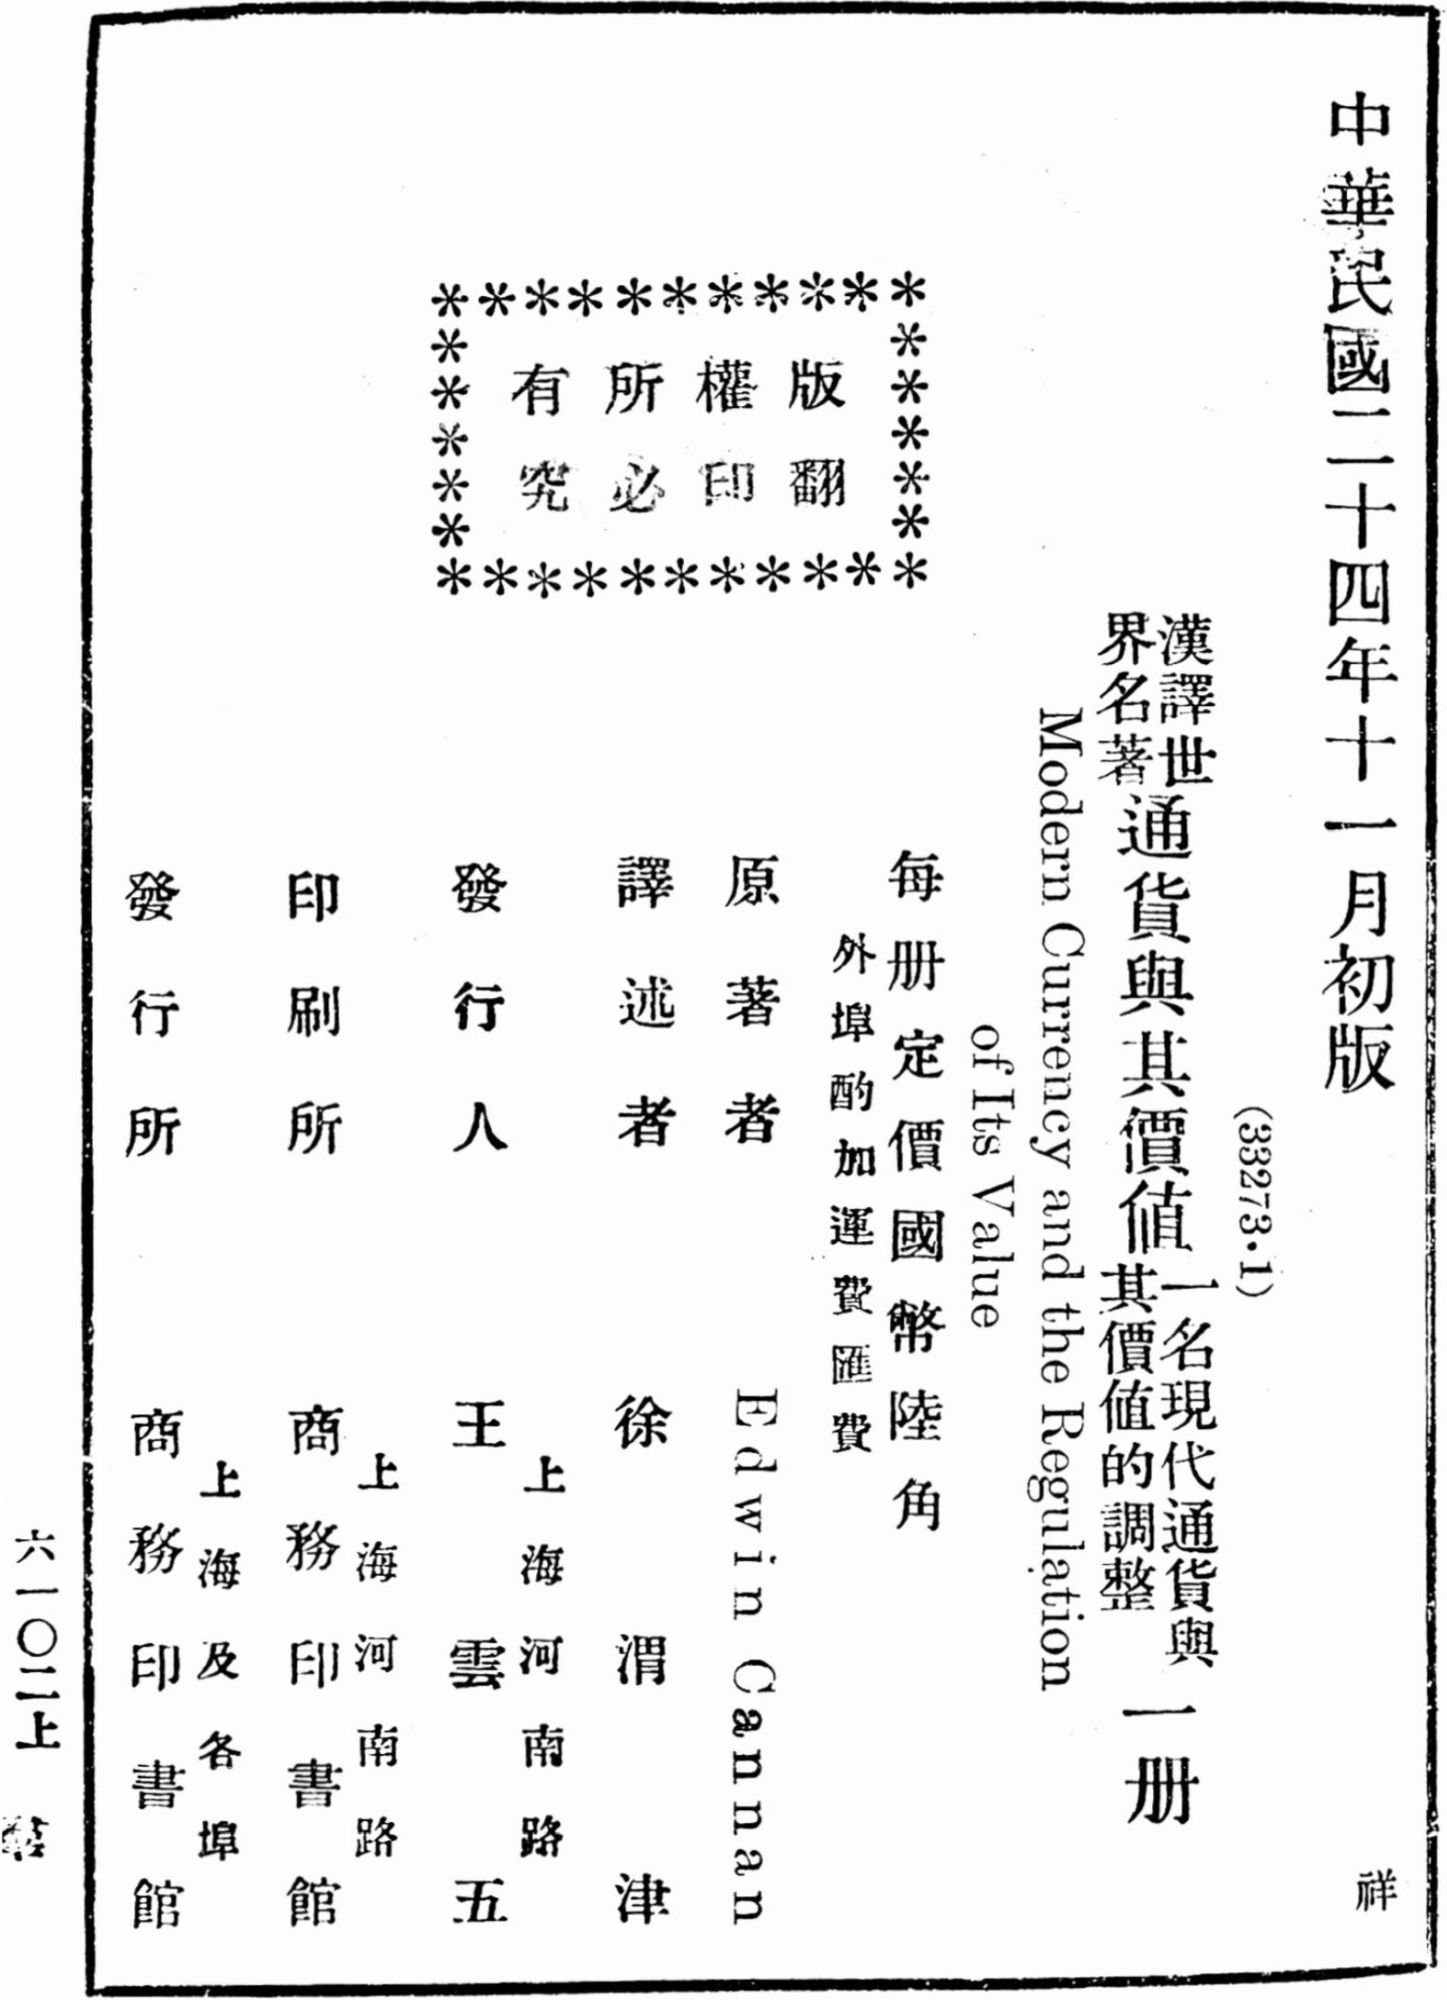 中華民國二十四年十一月初版
祥
(33273·1)
漢譯世界名著
通貨與其價値
一名現代通貨與其價値的調整
一册
Modern Currency and the Regulation
of Its Value
每册定價國幣陸角
外埠酌加運費匯費
版權所有
翻印必究
原著者 Edwin Cannan
譯述者 徐渭津
上海河南路
發行人 王雲五
上海河南路
印刷所 商務印書館
上海及各埠
發行所 商務印書館
六一〇二上